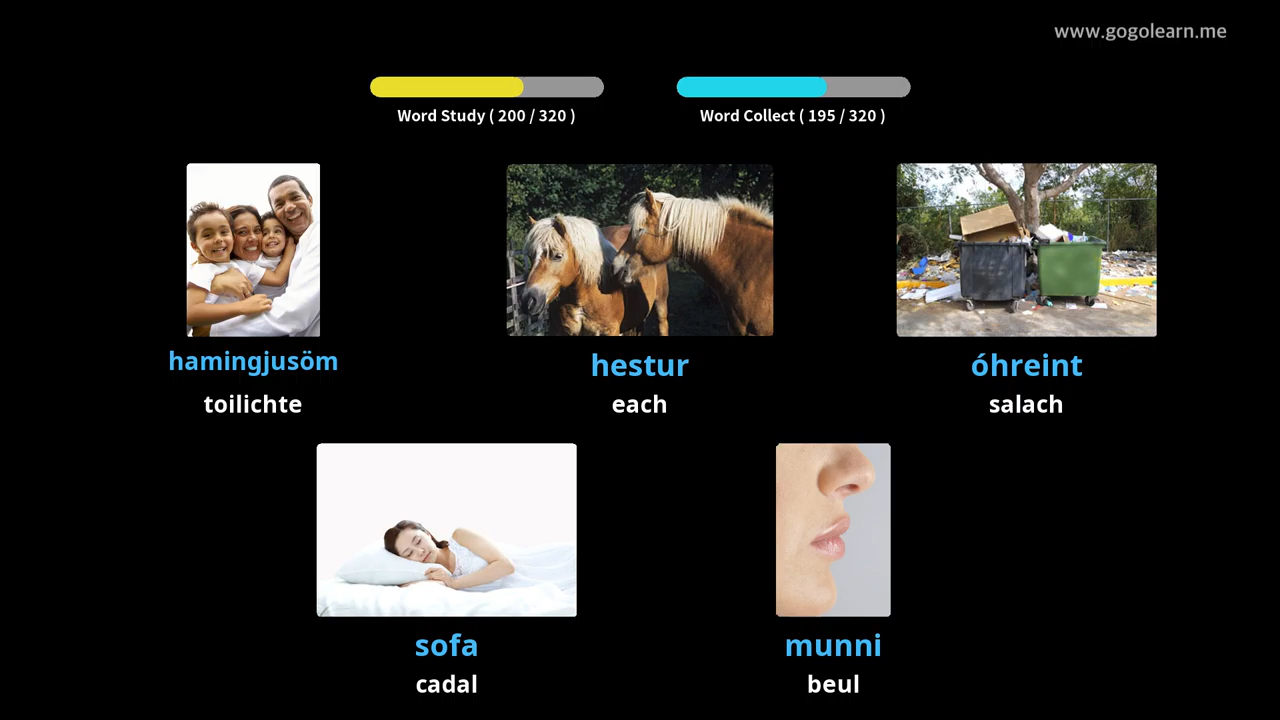 www.gogolearn.me
Word Study ( 200 / 320 )
Word Collect ( 195 / 320 )
hamingjusöm
toilichte
hestur
each
óhreint
salach
sofa
cadal
munni
beul